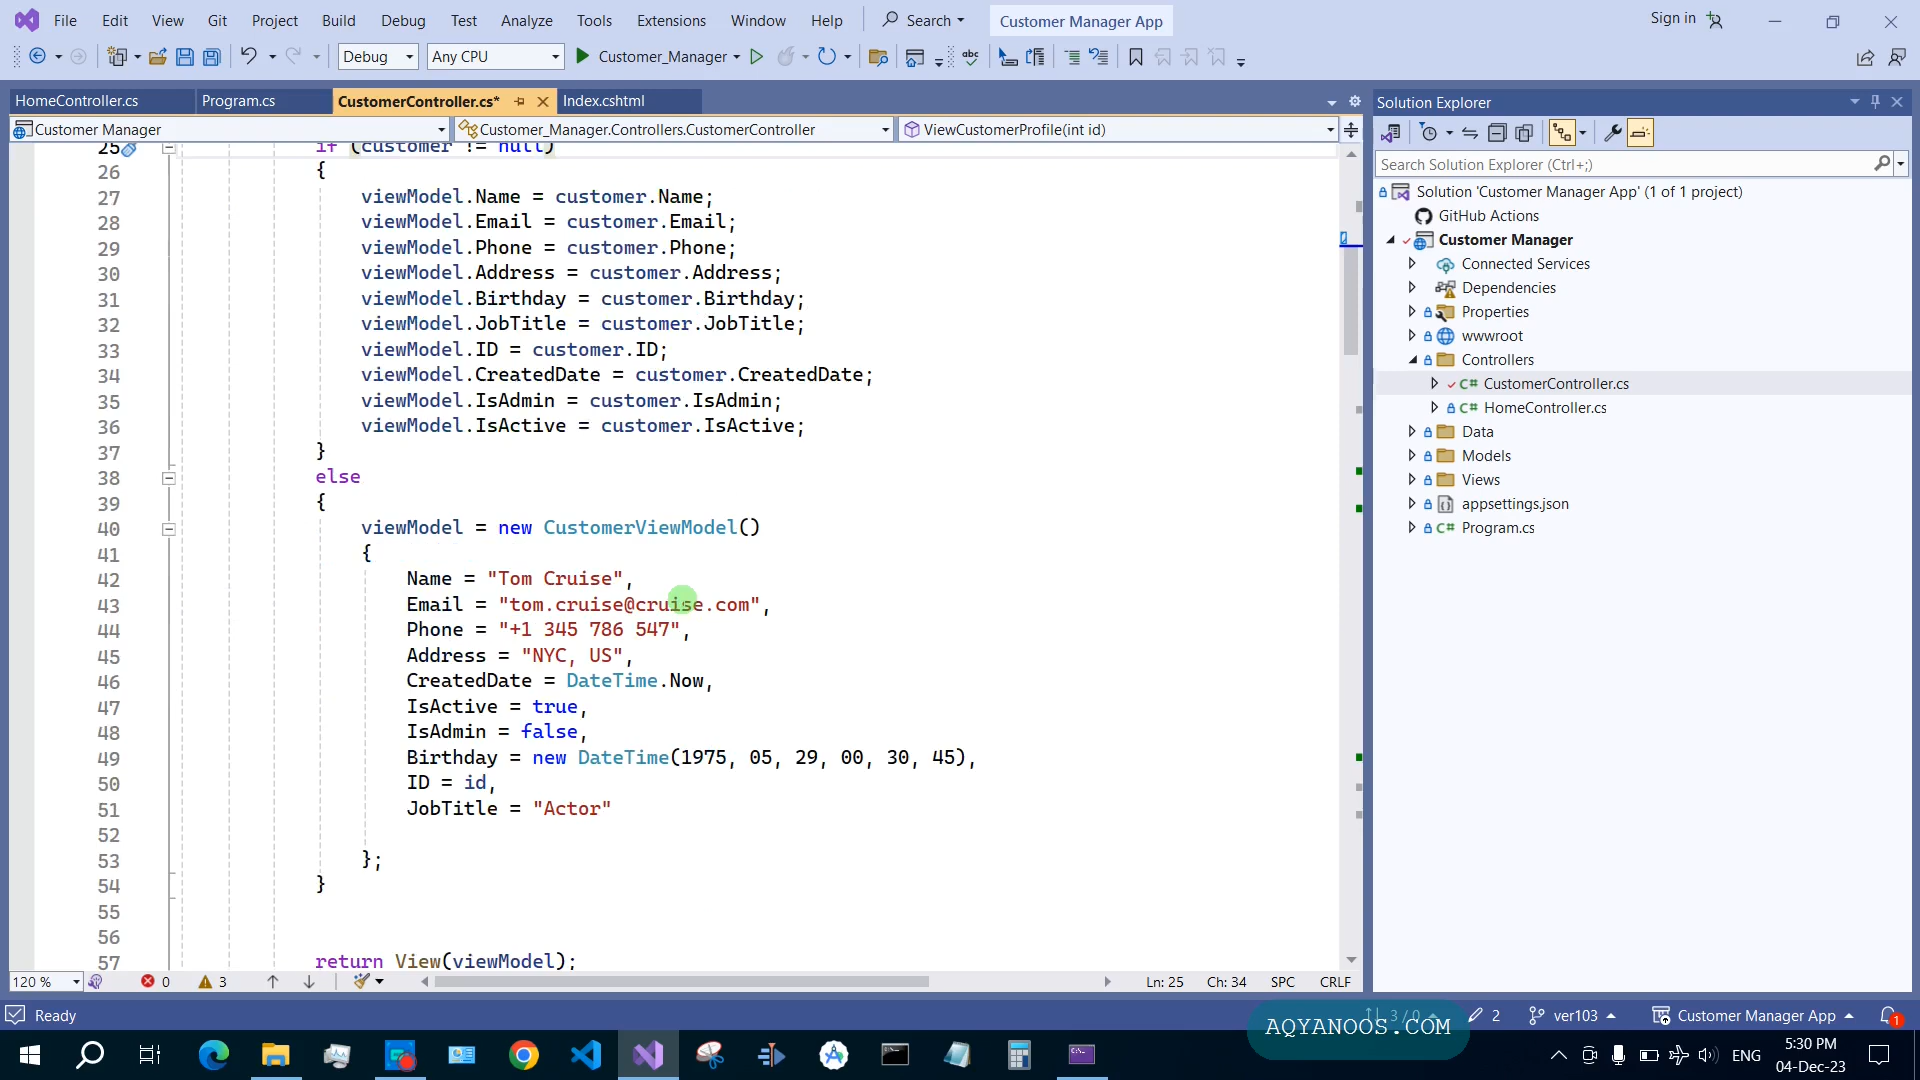 File Edit View Git Project Build Debug Test Analyze Tools Extensions Window Help Search Customer Manager App Sign in
Debug Any CPU Customer_Manager
HomeController.cs Program.cs CustomerController.cs* Index.cshtml
Customer Manager Customer_Manager.Controllers.CustomerController ViewCustomerProfile(int id)
25 if (customer != null)
26 {
27 viewModel.Name = customer.Name;
28 viewModel.Email = customer.Email;
29 viewModel.Phone = customer.Phone;
30 viewModel.Address = customer.Address;
31 viewModel.Birthday = customer.Birthday;
32 viewModel.JobTitle = customer.JobTitle;
33 viewModel.ID = customer.ID;
34 viewModel.CreatedDate = customer.CreatedDate;
35 viewModel.IsAdmin = customer.IsAdmin;
36 viewModel.IsActive = customer.IsActive;
37 }
38 else
39 {
40 viewModel = new CustomerViewModel()
41 {
42 Name = "Tom Cruise",
43 Email = "tom.cruise@cruise.com",
44 Phone = "+1 345 786 547",
45 Address = "NYC, US",
46 CreatedDate = DateTime.Now,
47 IsActive = true,
48 IsAdmin = false,
49 Birthday = new DateTime(1975, 05, 29, 00, 30, 45),
50 ID = id,
51 JobTitle = "Actor"
52
53 };
54 }
55
56
57 return View(viewModel);
120 % 0 3 Ln: 25 Ch: 34 SPC CRLF
Solution Explorer
Search Solution Explorer (Ctrl+;)
Solution 'Customer Manager App' (1 of 1 project)
GitHub Actions
Customer Manager
Connected Services
Dependencies
Properties
wwwroot
Controllers
C# CustomerController.cs
C# HomeController.cs
Data
Models
Views
appsettings.json
C# Program.cs
Ready 3 / 0 2 ver103 Customer Manager App 1
AQYANOOS.COM
ENG
5:30 PM
04-Dec-23